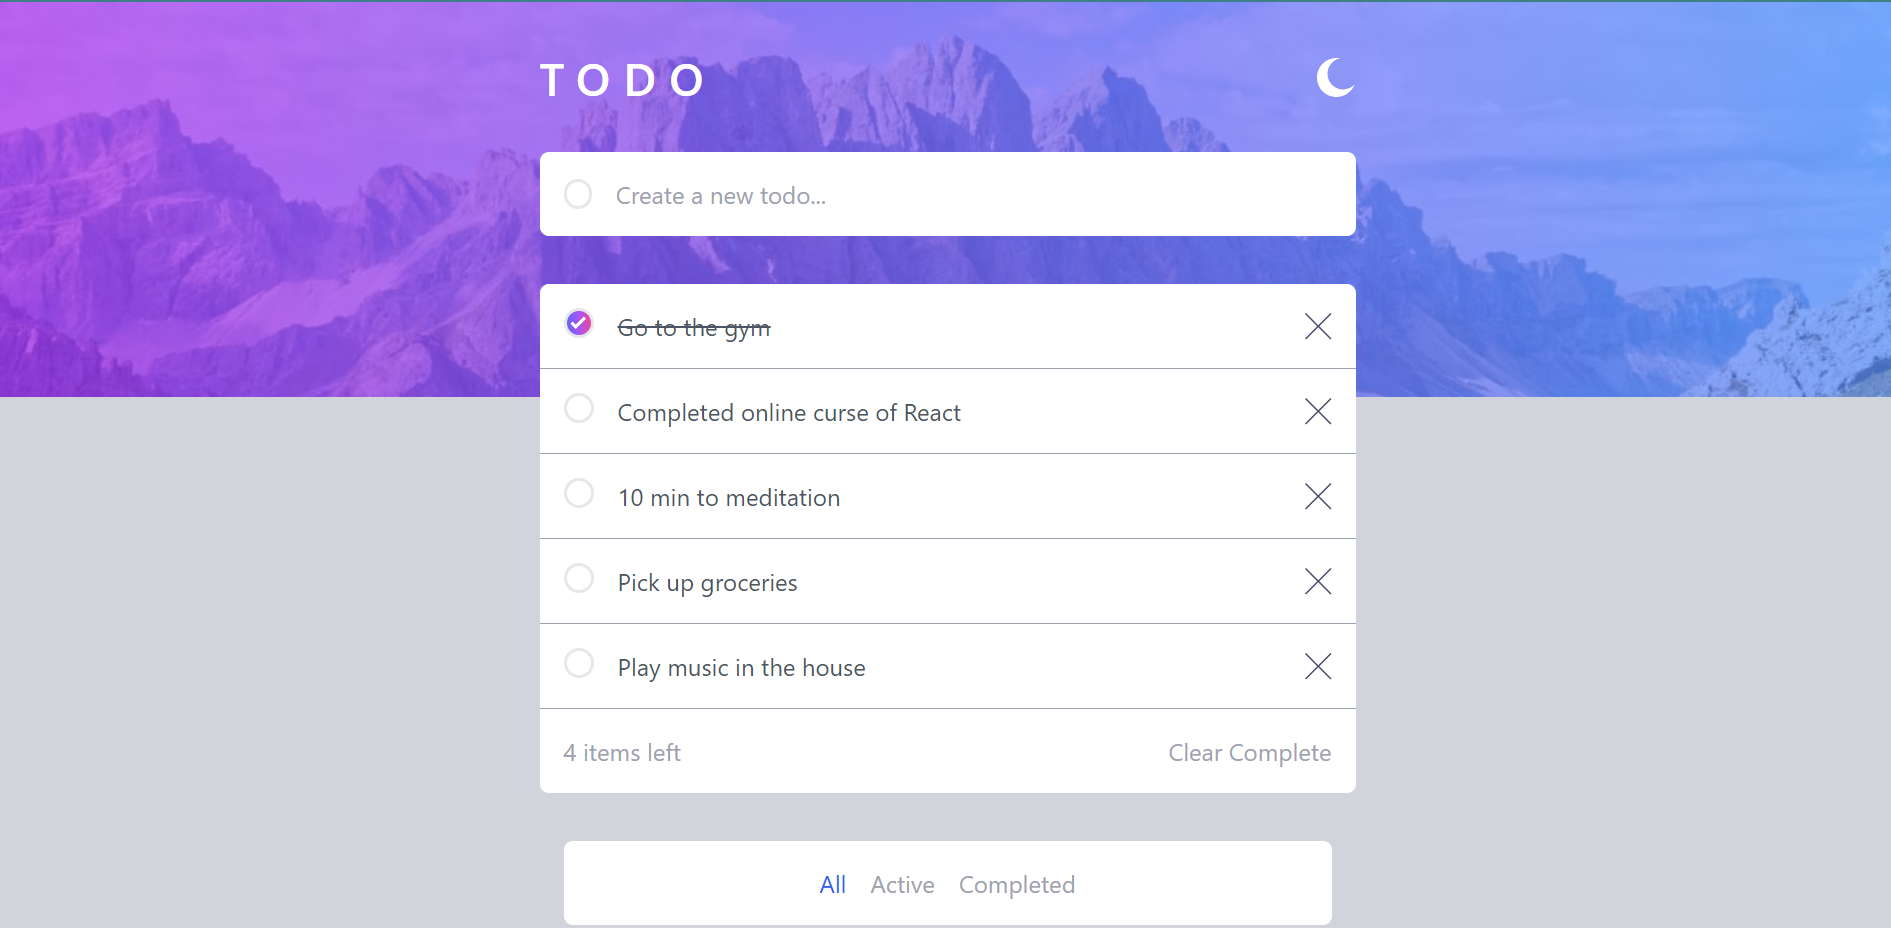 TODO
Create a new todo...
Go to the gym
Completed online curse of React
10 min to meditation
Pick up groceries
Play music in the house
4 items left Clear Complete
All Active Completed